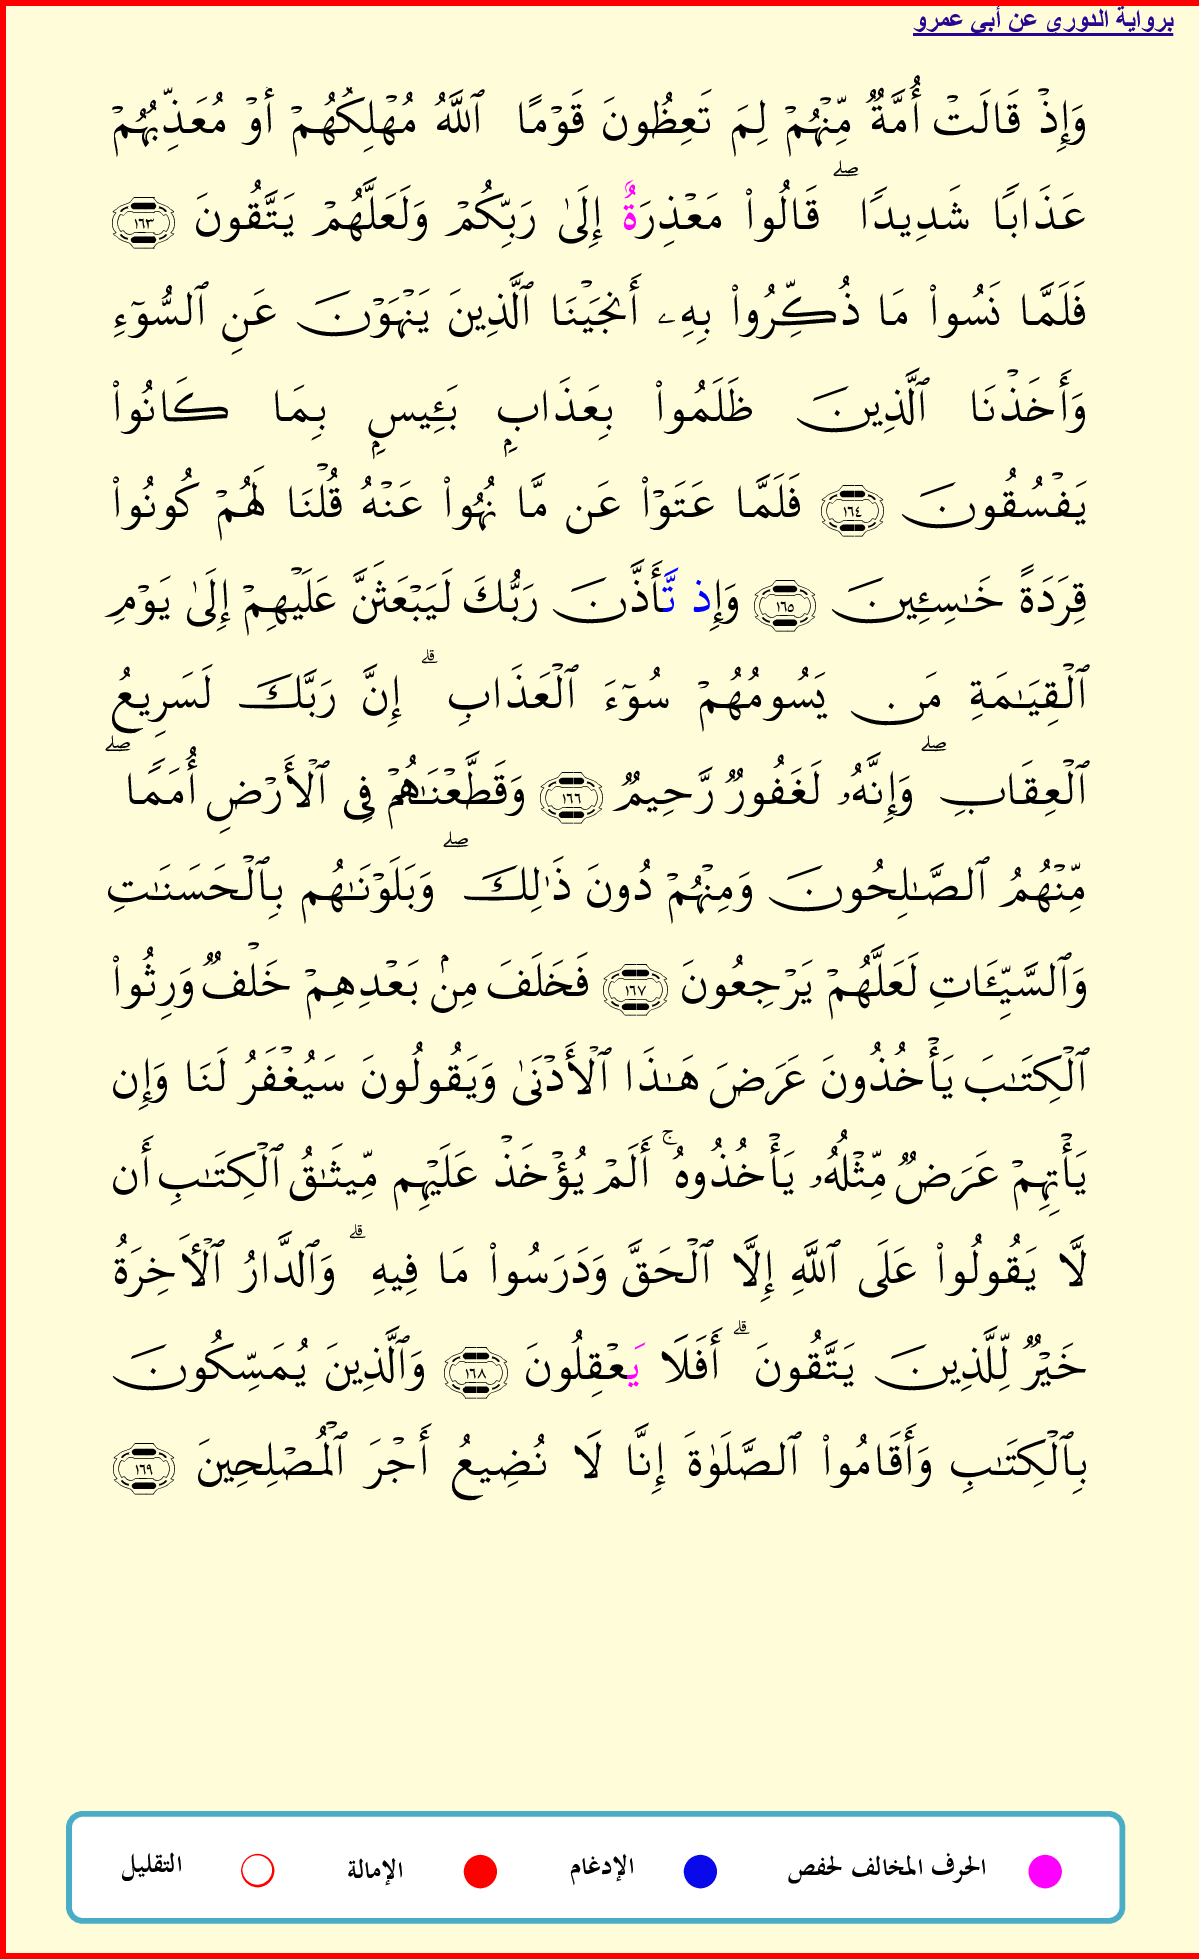 برواية الدوري عن أبي عمرو
وَإِذْ قَالَتْ أُمَّةٌ مِّنْهُمْ لِمَ تَعِظُونَ قَوْمًا ٱللَّهُ مُهْلِكُهُمْ أَوْ مُعَذِّبُهُمْ
عَذَابًا شَدِيدًا ۖ قَالُوا۟ مَعْذِرَةٌ إِلَىٰ رَبِّكُمْ وَلَعَلَّهُمْ يَتَّقُونَ ١٦٣
فَلَمَّا نَسُوا۟ مَا ذُكِّرُوا۟ بِهِۦ أَنجَيْنَا ٱلَّذِينَ يَنْهَوْنَ عَنِ ٱلسُّوٓءِ
وَأَخَذْنَا ٱلَّذِينَ ظَلَمُوا۟ بِعَذَابٍ بَـِٔيسٍ بِمَا كَانُوا۟
يَفْسُقُونَ ١٦٤ فَلَمَّا عَتَوْا۟ عَن مَّا نُهُوا۟ عَنْهُ قُلْنَا لَهُمْ كُونُوا۟
قِرَدَةً خَـٰسِـِٔينَ ١٦٥ وَإِذ تَّأَذَّنَ رَبُّكَ لَيَبْعَثَنَّ عَلَيْهِمْ إِلَىٰ يَوْمِ
ٱلْقِيَـٰمَةِ مَن يَسُومُهُمْ سُوٓءَ ٱلْعَذَابِ ۗ إِنَّ رَبَّكَ لَسَرِيعُ
ٱلْعِقَابِ ۖ وَإِنَّهُۥ لَغَفُورٌ رَّحِيمٌ ١٦٦ وَقَطَّعْنَـٰهُمْ فِى ٱلْأَرْضِ أُمَمًا ۖ
مِّنْهُمُ ٱلصَّـٰلِحُونَ وَمِنْهُمْ دُونَ ذَٰلِكَ ۖ وَبَلَوْنَـٰهُم بِٱلْحَسَنَـٰتِ
وَٱلسَّيِّـَٔاتِ لَعَلَّهُمْ يَرْجِعُونَ ١٦٧ فَخَلَفَ مِنۢ بَعْدِهِمْ خَلْفٌ وَرِثُوا۟
ٱلْكِتَـٰبَ يَأْخُذُونَ عَرَضَ هَـٰذَا ٱلْأَدْنَىٰ وَيَقُولُونَ سَيُغْفَرُ لَنَا وَإِن
يَأْتِهِمْ عَرَضٌ مِّثْلُهُۥ يَأْخُذُوهُ ۚ أَلَمْ يُؤْخَذْ عَلَيْهِم مِّيثَـٰقُ ٱلْكِتَـٰبِ أَن
لَّا يَقُولُوا۟ عَلَى ٱللَّهِ إِلَّا ٱلْحَقَّ وَدَرَسُوا۟ مَا فِيهِ ۗ وَٱلدَّارُ ٱلْـَٔاخِرَةُ
خَيْرٌ لِّلَّذِينَ يَتَّقُونَ ۗ أَفَلَا يَعْقِلُونَ ١٦٨ وَٱلَّذِينَ يُمَسِّكُونَ
بِٱلْكِتَـٰبِ وَأَقَامُوا۟ ٱلصَّلَوٰةَ إِنَّا لَا نُضِيعُ أَجْرَ ٱلْمُصْلِحِينَ ١٦٩
الحرف المخالف لحفص الإدغام الإمالة التقليل